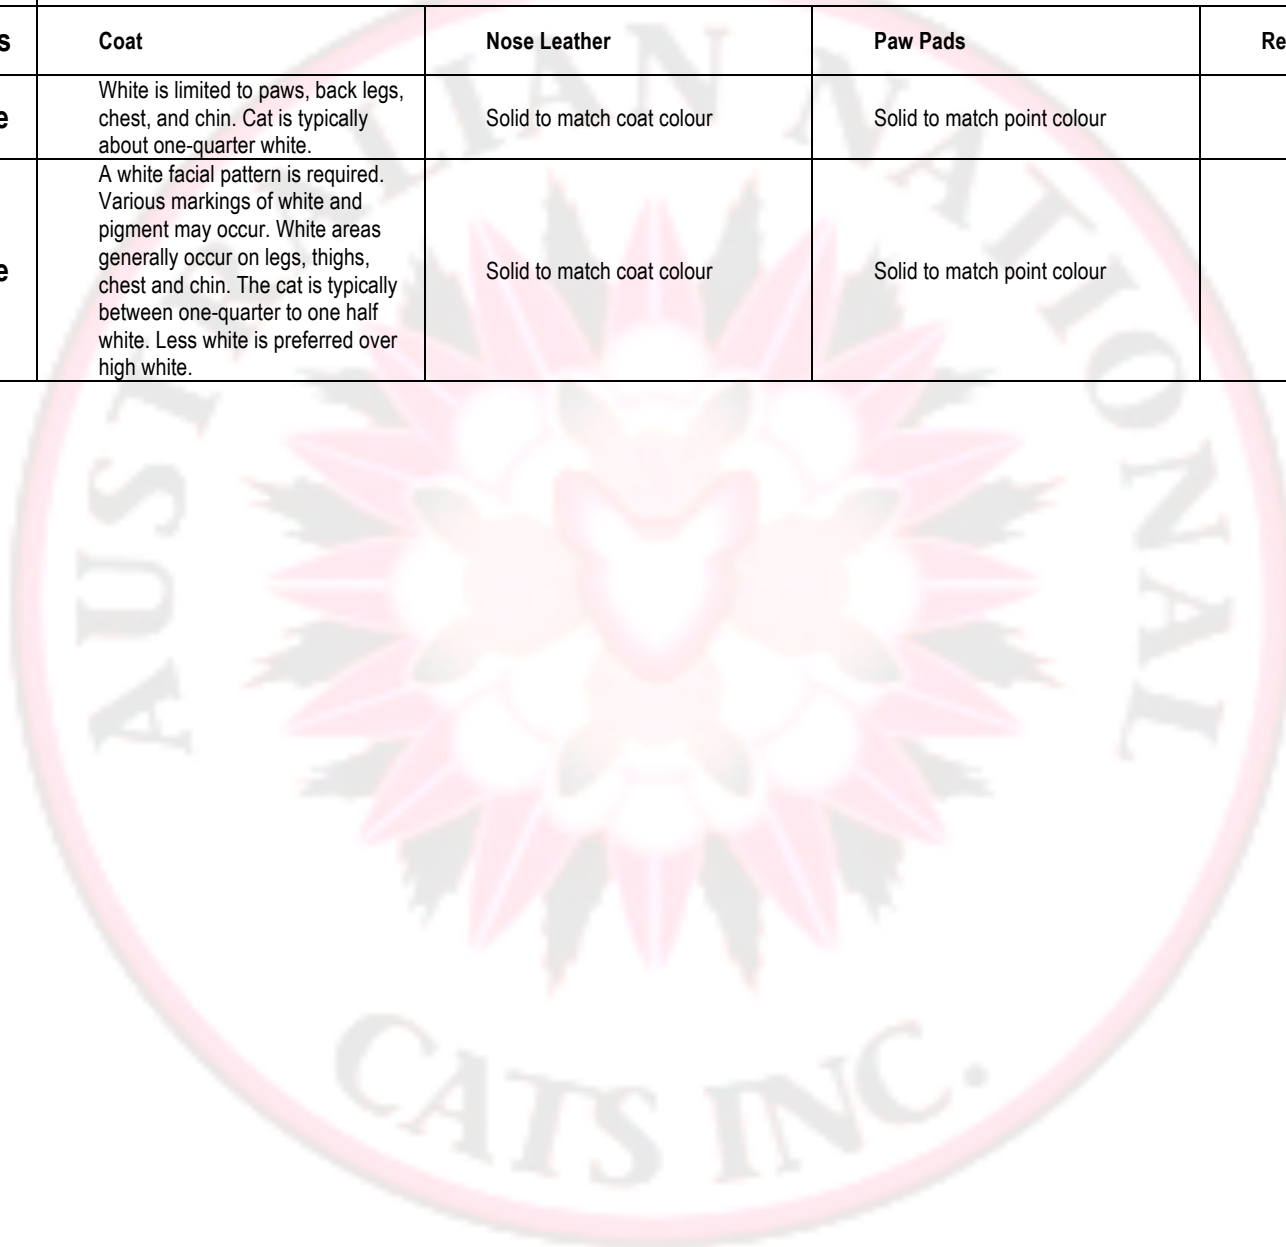 s Coat Nose Leather Paw Pads Re
White is limited to paws, back legs,
e chest, and chin. Cat is typically Solid to match coat colour Solid to match point colour
about one-quarter white.
A white facial pattern is required.
Various markings of white and
pigment may occur. White areas
generally occur on legs, thighs,
e chest and chin. The cat is typically Solid to match coat colour Solid to match point colour
between one-quarter to one half
white. Less white is preferred over
high white.
AUSTRALIAN NATIONAL
CATS INC.